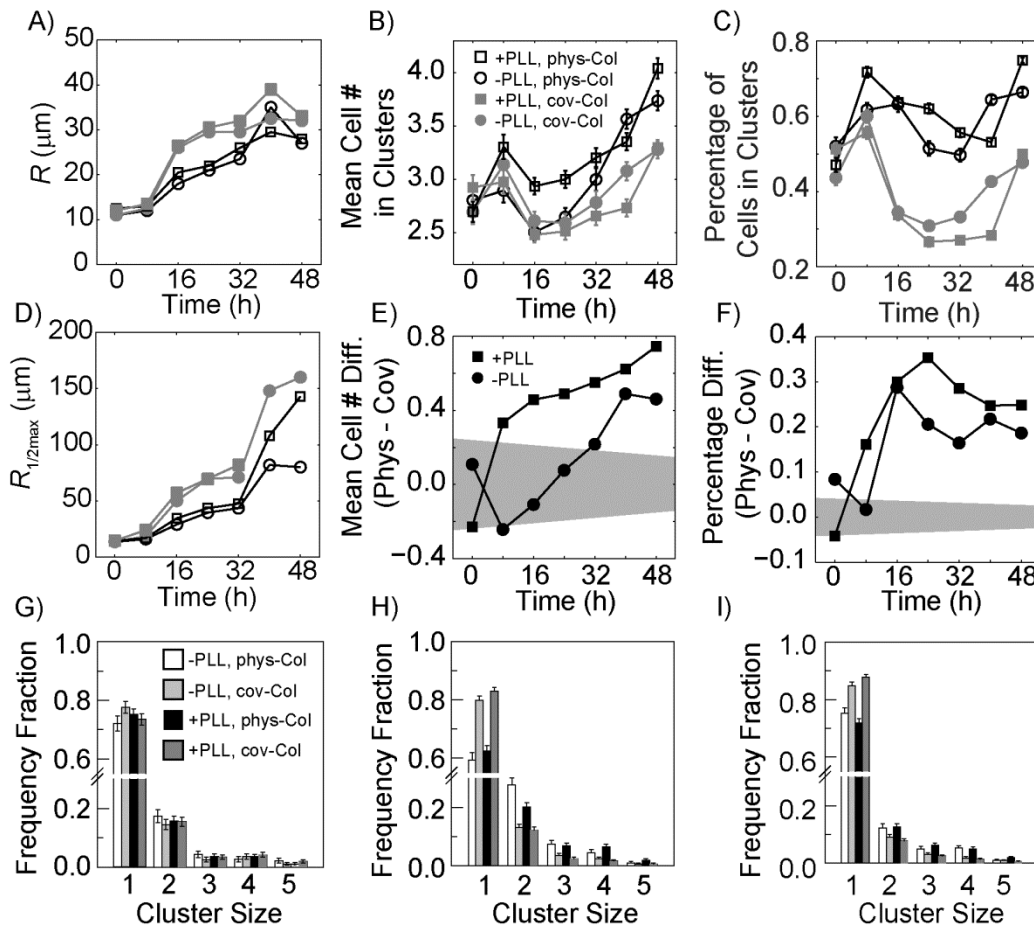 A)
50
40
30
20
10
0
R (μm)
0 16 32 48
Time (h)
B)
4.0
3.5
3.0
2.5
Mean Cell #
in Clusters
+PLL, phys-Col
-PLL, phys-Col
+PLL, cov-Col
-PLL, cov-Col
0 16 32 48
Time (h)
C)
0.8
0.6
0.4
0.2
Percentage of
Cells in Clusters
0 16 32 48
Time (h)
D)
200
150
100
50
0
R1/2max (μm)
0 16 32 48
Time (h)
E)
0.8
0.4
0.0
−0.4
Mean Cell # Diff.
(Phys - Cov)
+PLL
-PLL
0 16 32 48
Time (h)
F)
0.4
0.3
0.2
0.1
0.0
−0.1
Percentage Diff.
(Phys - Cov)
0 16 32 48
Time (h)
G)
1.0
0.8
0.6
0.2
0.0
Frequency Fraction
-PLL, phys-Col
-PLL, cov-Col
+PLL, phys-Col
+PLL, cov-Col
1 2 3 4 5
Cluster Size
H)
1.0
0.8
0.6
0.2
0.0
Frequency Fraction
1 2 3 4 5
Cluster Size
I)
1.0
0.8
0.6
0.2
0.0
Frequency Fraction
1 2 3 4 5
Cluster Size